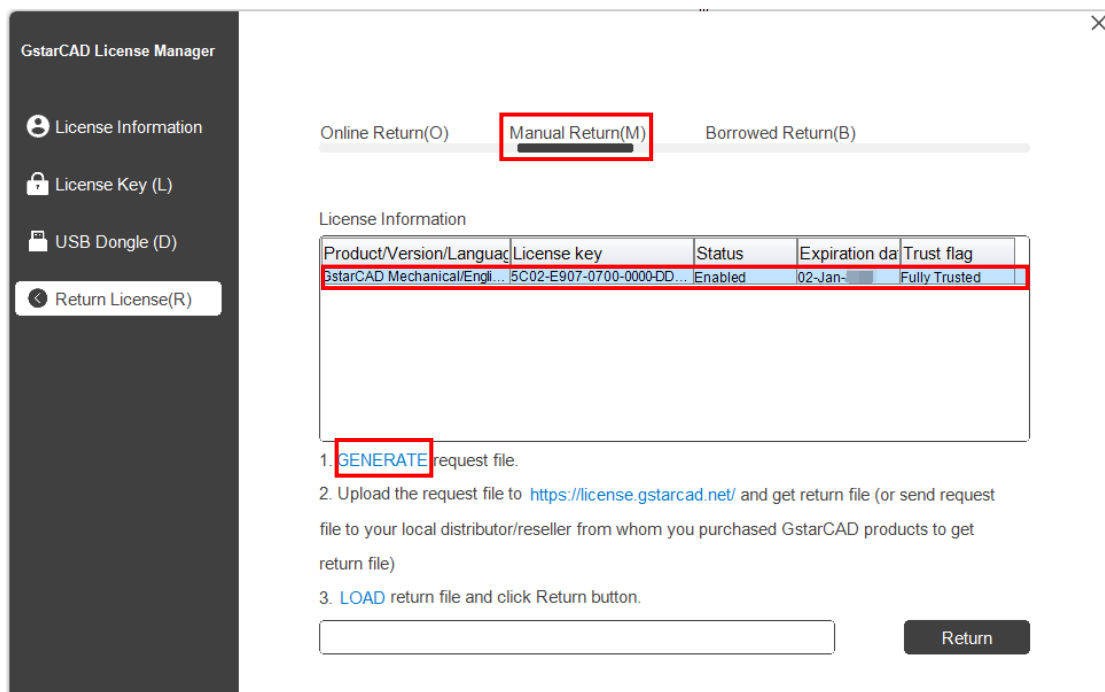 GstarCAD License Manager
License Information
License Key (L)
USB Dongle (D)
Return License(R)
Online Return(O) Manual Return(M) Borrowed Return(B)
License Information
Product/Version/Languag License key Status Expiration da Trust flag
GstarCAD Mechanical/Engli... 5C02-E907-0700-0000-DD... Enabled 02-Jan- Fully Trusted
1. GENERATE request file.
2. Upload the request file to https://license.gstarcad.net/ and get return file (or send request
file to your local distributor/reseller from whom you purchased GstarCAD products to get
return file)
3. LOAD return file and click Return button.
Return